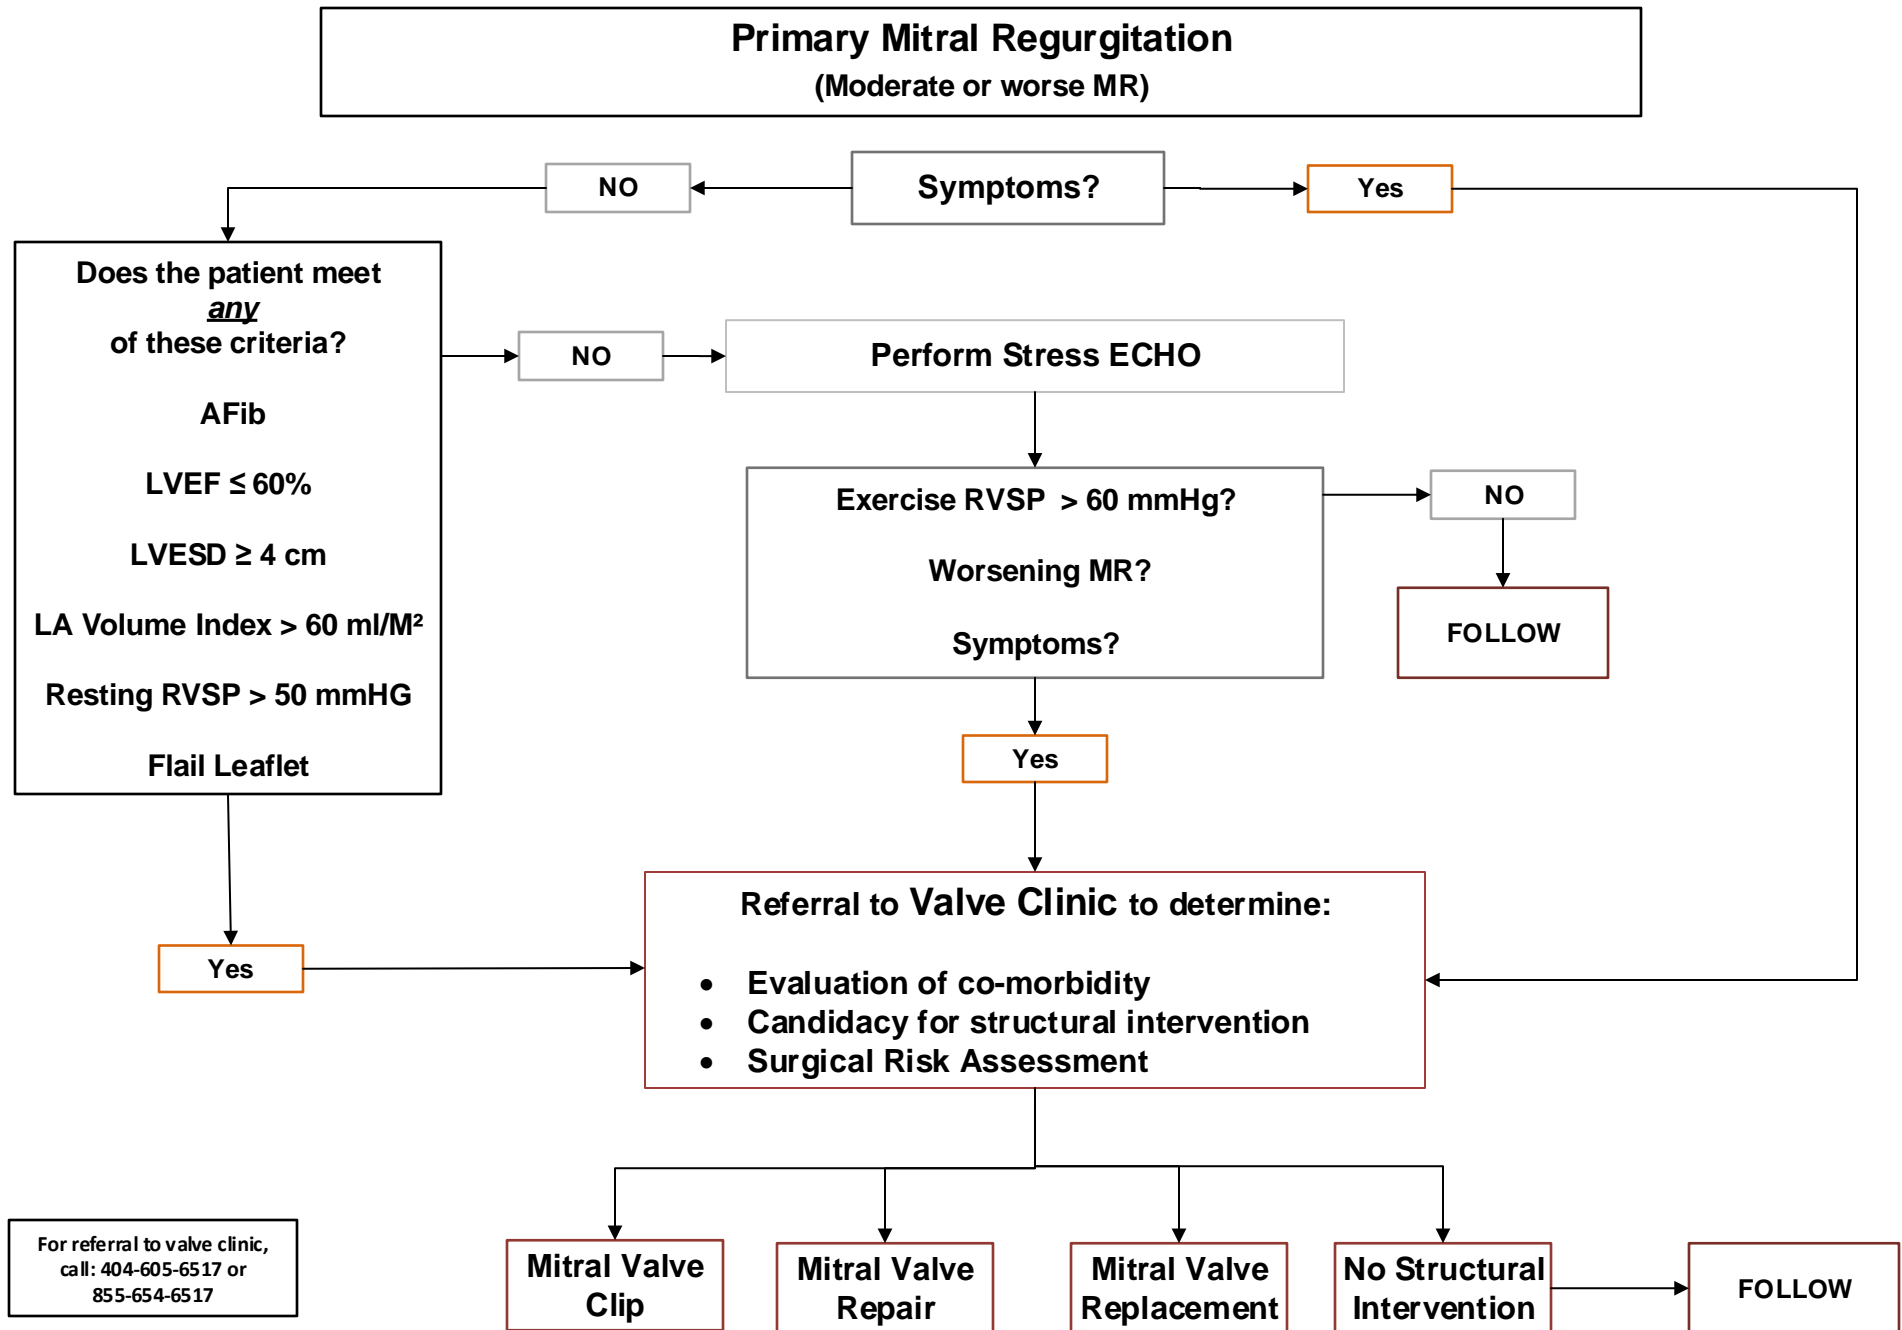 Primary Mitral Regurgitation
(Moderate or worse MR)
NO
Symptoms?
Yes
Does the patient meet
any
of these criteria?
AFib
LVEF ≤ 60%
LVESD ≥ 4 cm
LA Volume Index > 60 ml/M²
Resting RVSP > 50 mmHG
Flail Leaflet
NO
Perform Stress ECHO
Exercise RVSP > 60 mmHg?
Worsening MR?
Symptoms?
NO
FOLLOW
Yes
Yes
Referral to Valve Clinic to determine:
• Evaluation of co-morbidity
• Candidacy for structural intervention
• Surgical Risk Assessment
For referral to valve clinic,
call: 404-605-6517 or
855-654-6517
Mitral Valve
Clip
Mitral Valve
Repair
Mitral Valve
Replacement
No Structural
Intervention
FOLLOW